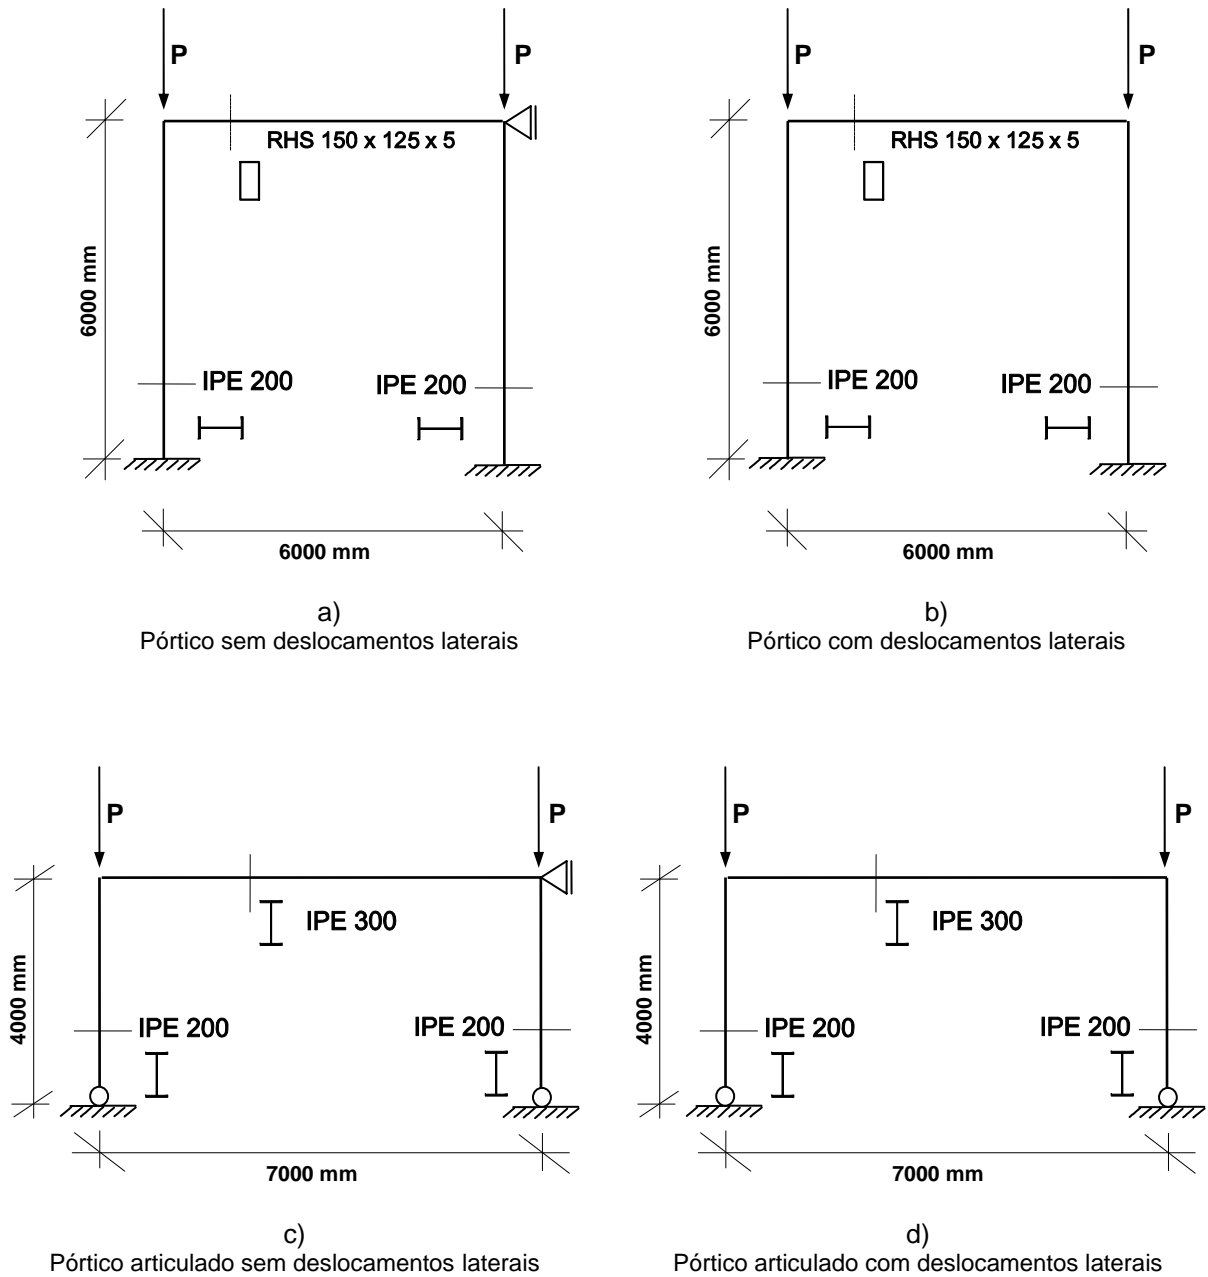 P
P
P
P
RHS 150 x 125 x 5
RHS 150 x 125 x 5
6000 mm
6000 mm
IPE 200
IPE 200
IPE 200
IPE 200
6000 mm
6000 mm
a)
Pórtico sem deslocamentos laterais
b)
Pórtico com deslocamentos laterais
P
P
P
P
IPE 300
IPE 300
4000 mm
4000 mm
IPE 200
IPE 200
IPE 200
IPE 200
7000 mm
7000 mm
c)
Pórtico articulado sem deslocamentos laterais
d)
Pórtico articulado com deslocamentos laterais